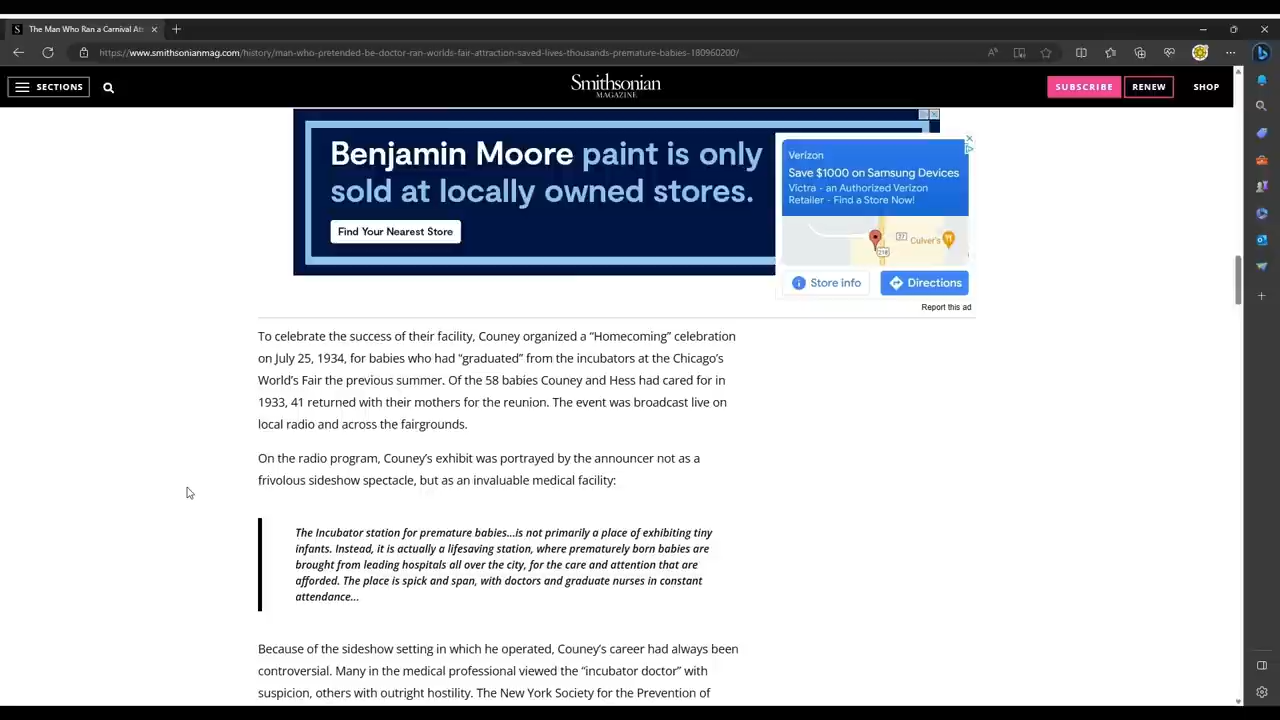 The Man Who Ran a Carnival Att
https://www.smithsonianmag.com/history/man-who-pretended-be-doctor-ran-worlds-fair-attraction-saved-lives-thousands-premature-babies-180960200/
SECTIONS
Smithsonian
MAGAZINE
SUBSCRIBE
RENEW
SHOP
Benjamin Moore paint is only
sold at locally owned stores.
Find Your Nearest Store
Verizon
Save $1000 on Samsung Devices
Victra - an Authorized Verizon
Retailer - Find a Store Now!
Culver's
Store info
Directions
Report this ad
To celebrate the success of their facility, Couney organized a “Homecoming” celebration
on July 25, 1934, for babies who had “graduated” from the incubators at the Chicago’s
World’s Fair the previous summer. Of the 58 babies Couney and Hess had cared for in
1933, 41 returned with their mothers for the reunion. The event was broadcast live on
local radio and across the fairgrounds.
On the radio program, Couney’s exhibit was portrayed by the announcer not as a
frivolous sideshow spectacle, but as an invaluable medical facility:
The Incubator station for premature babies...is not primarily a place of exhibiting tiny
infants. Instead, it is actually a lifesaving station, where prematurely born babies are
brought from leading hospitals all over the city, for the care and attention that are
afforded. The place is spick and span, with doctors and graduate nurses in constant
attendance...
Because of the sideshow setting in which he operated, Couney’s career had always been
controversial. Many in the medical professional viewed the “incubator doctor” with
suspicion, others with outright hostility. The New York Society for the Prevention of